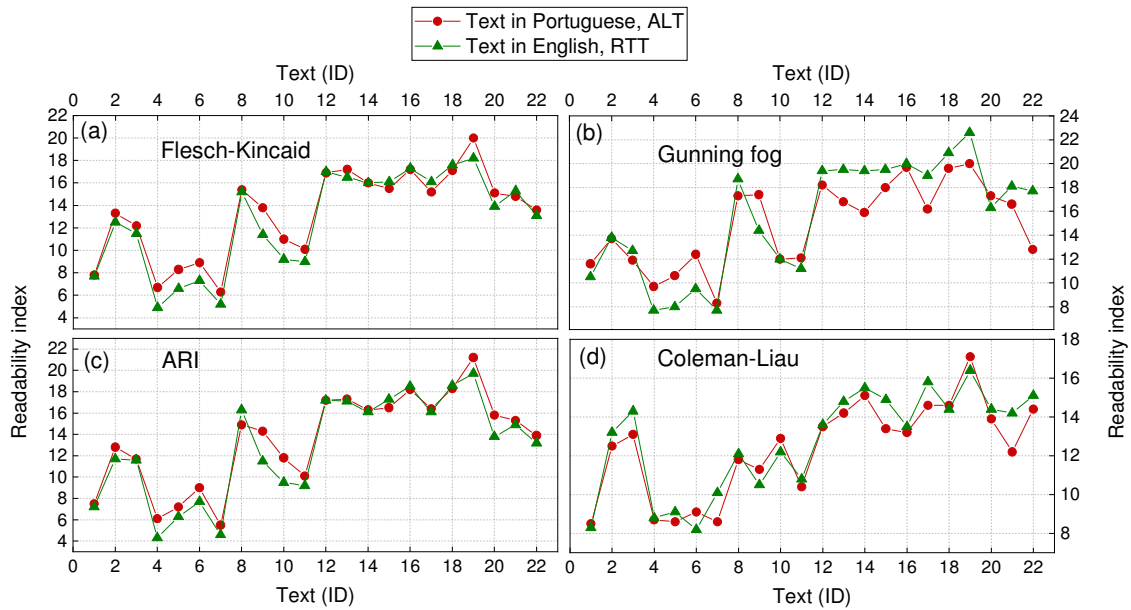 Text in Portuguese, ALT
Text in English, RTT
Text (ID)
Text (ID)
0 2 4 6 8 10 12 14 16 18 20 22
0 2 4 6 8 10 12 14 16 18 20 22
(a)
Flesch-Kincaid
22
20
18
16
14
12
10
8
6
4
(b)
Gunning fog
24
22
20
18
16
14
12
10
8
Readability index
Readability index
(c)
ARI
22
20
18
16
14
12
10
8
6
4
(d)
Coleman-Liau
18
16
14
12
10
8
0 2 4 6 8 10 12 14 16 18 20 22
0 2 4 6 8 10 12 14 16 18 20 22
Text (ID)
Text (ID)